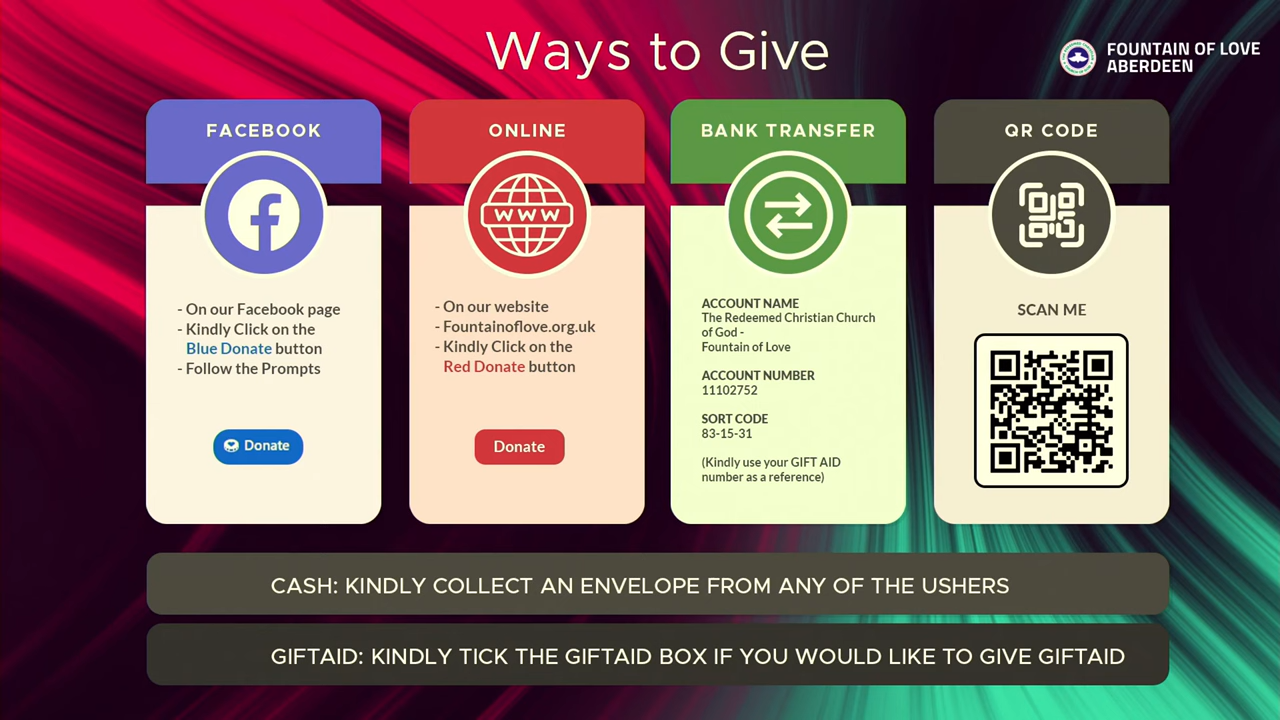 Ways to Give
FOUNTAIN OF LOVE
ABERDEEN
FACEBOOK
- On our Facebook page
- Kindly Click on the
Blue Donate button
- Follow the Prompts
Donate
ONLINE
WWW
- On our website
- Fountainoflove.org.uk
- Kindly Click on the
Red Donate button
Donate
BANK TRANSFER
ACCOUNT NAME
The Redeemed Christian Church
of God -
Fountain of Love
ACCOUNT NUMBER
11102752
SORT CODE
83-15-31
(Kindly use your GIFT AID
number as a reference)
QR CODE
SCAN ME
CASH: KINDLY COLLECT AN ENVELOPE FROM ANY OF THE USHERS
GIFTAID: KINDLY TICK THE GIFTAID BOX IF YOU WOULD LIKE TO GIVE GIFTAID